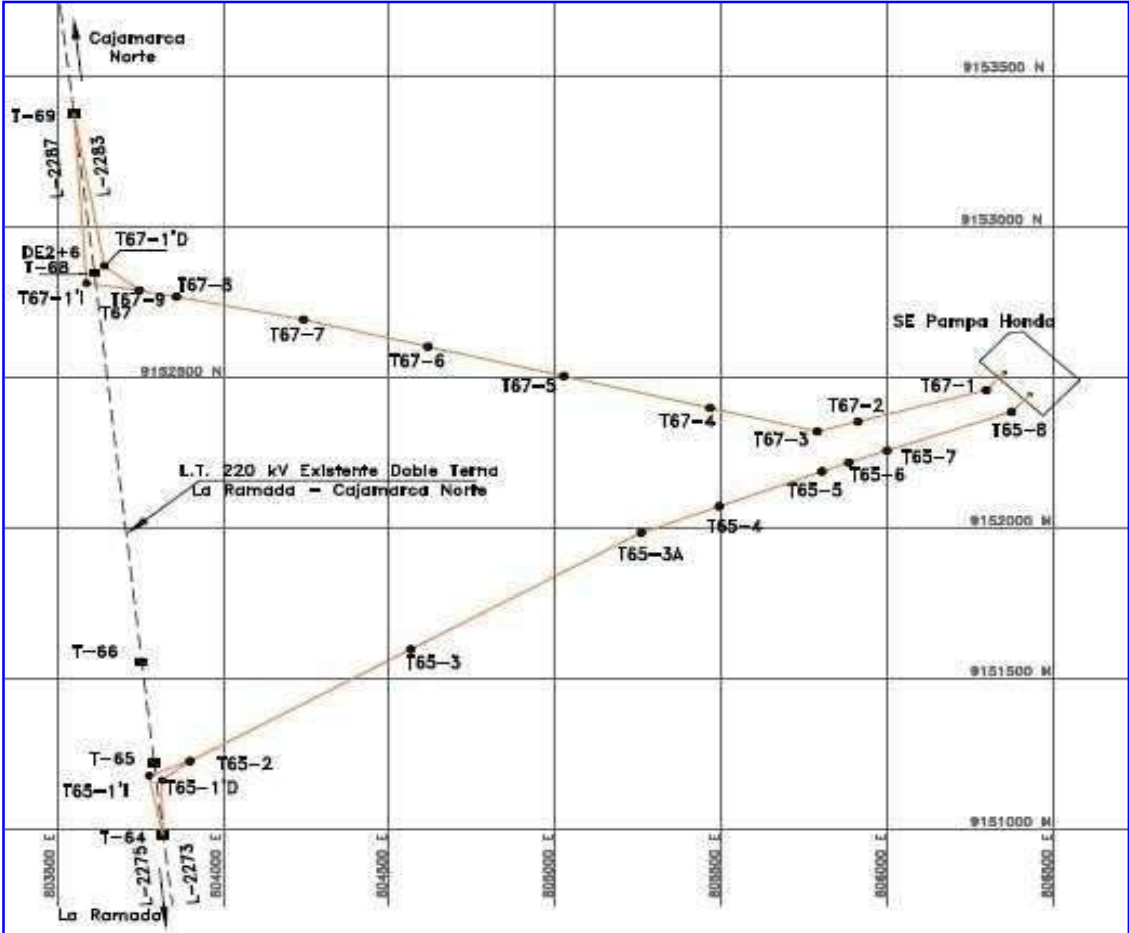 Cajamarca
Norte
9153500 N
T-69
L-2287
L-2283
9153000 N
T67-1'D
DE2+6
T-68
T67-8
T67-1'I
T67-9
T67
T67-7
SE Pampa Honda
T67-6
9152500 N
T67-5
T67-1
T67-4
T67-2
T67-3
T65-8
T65-7
T65-6
T65-5
L.T. 220 kV Existente Doble Terna
La Ramada - Cajamarca Norte
T65-4
9152000 N
T65-3A
T-66
T65-3
9151500 N
T-65
T65-2
T65-1'I
T65-1'D
T-64
9151000 N
803500 E
L-2275
L-2273
804000 E
804500 E
805000 E
805500 E
806000 E
806500 E
La Ramada